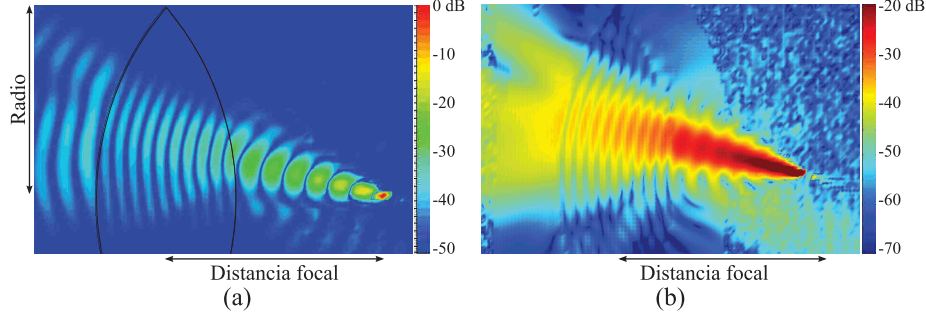 (a)
Radio
0 dB
-10
-20
-30
-40
-50
Distancia focal
(a)
(b)
-20 dB
-30
-40
-50
-60
-70
Distancia focal
(b)